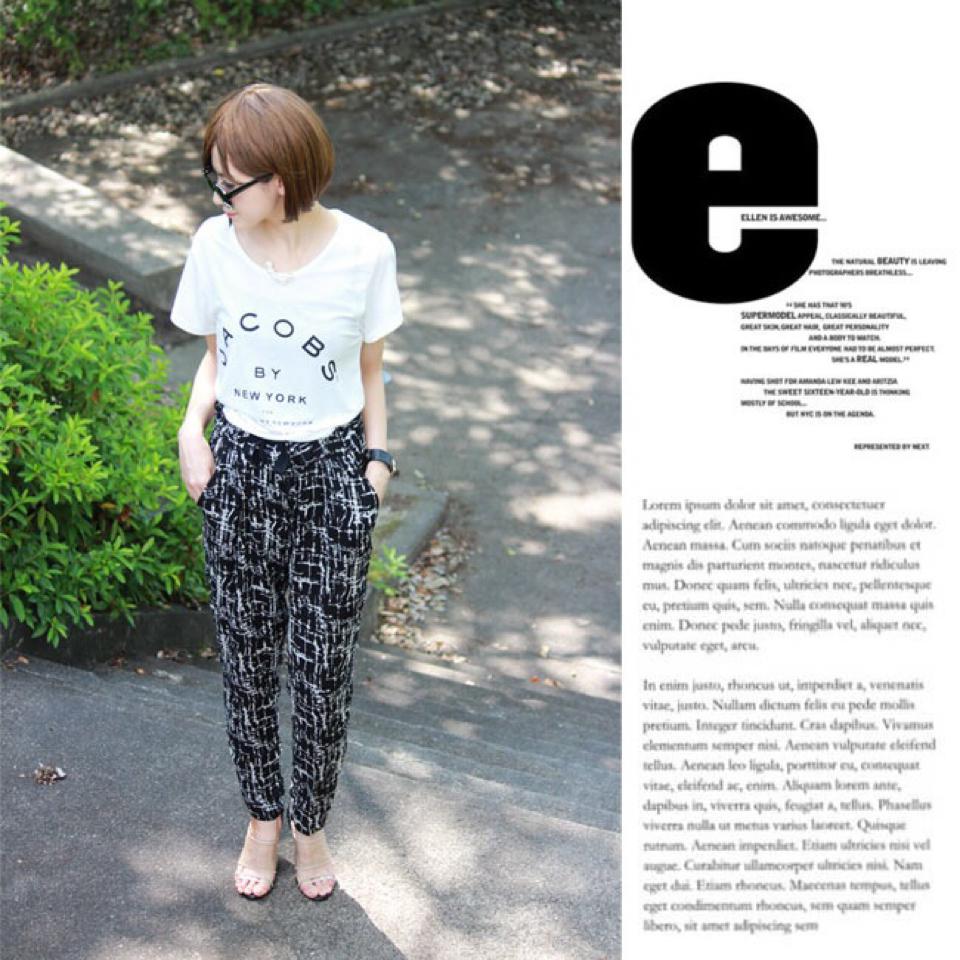 JACOBS
BY
NEW YORK
e
ELLEN IS AWESOME...
THE NATURAL BEAUTY IS LEAVING
PHOTOGRAPHERS BREATHLESS...
“SHE HAS THAT 90'S
SUPERMODEL APPEAL, CLASSICALLY BEAUTIFUL,
GREAT SKIN, GREAT HAIR, GREAT PERSONALITY
AND A BODY TO WATCH.
IN THE DAYS OF FILM EVERYONE HAD TO BE ALMOST PERFECT.
SHE'S A REAL MODEL.”
HAVING SHOT FOR AMANDA LEW KEE AND ARITZIA
THE SWEET SIXTEEN-YEAR-OLD IS THINKING
MOSTLY OF SCHOOL...
BUT NYC IS ON THE AGENDA.
REPRESENTED BY NEXT.
Lorem ipsum dolor sit amet, consectetuer
adipiscing elit. Aenean commodo ligula eget dolor.
Aenean massa. Cum sociis natoque penatibus et
magnis dis parturient montes, nascetur ridiculus
mus. Donec quam felis, ultricies nec, pellentesque
eu, pretium quis, sem. Nulla consequat massa quis
enim. Donec pede justo, fringilla vel, aliquet nec,
vulputate eget, arcu.
In enim justo, rhoncus ut, imperdiet a, venenatis
vitae, justo. Nullam dictum felis eu pede mollis
pretium. Integer tincidunt. Cras dapibus. Vivamus
elementum semper nisi. Aenean vulputate eleifend
tellus. Aenean leo ligula, porttitor eu, consequat
vitae, eleifend ac, enim. Aliquam lorem ante,
dapibus in, viverra quis, feugiat a, tellus. Phasellus
viverra nulla ut metus varius laoreet. Quisque
rutrum. Aenean imperdiet. Etiam ultricies nisi vel
augue. Curabitur ullamcorper ultricies nisi. Nam
eget dui. Etiam rhoncus. Maecenas tempus, tellus
eget condimentum rhoncus, sem quam semper
libero, sit amet adipiscing sem